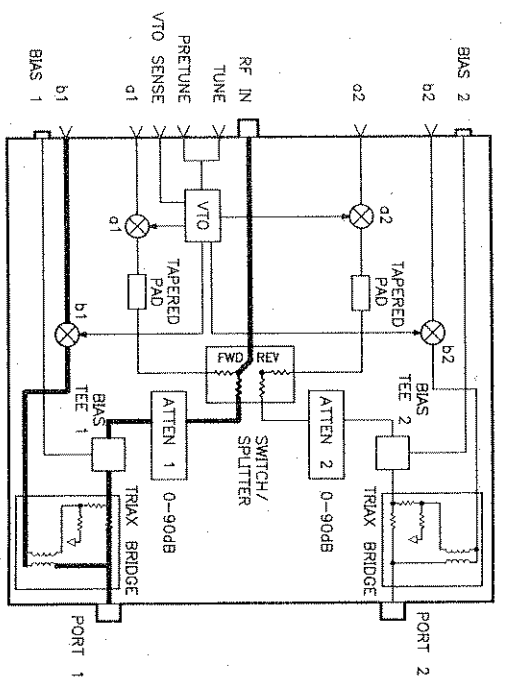 BIAS 2
b2
a2
RF IN
TUNE
PRETUNE
VTO SENSE
a1
b1
BIAS 1
a2
VTO
a1
TAPERED
PAD
TAPERED
PAD
b2
b1
FWD REV
SWITCH/
SPLITTER
BIAS
TEE 2
ATTEN 2
0-90dB
ATTEN 1
0-90dB
BIAS
TEE 1
TRIAX BRIDGE
TRIAX BRIDGE
PORT 2
PORT 1